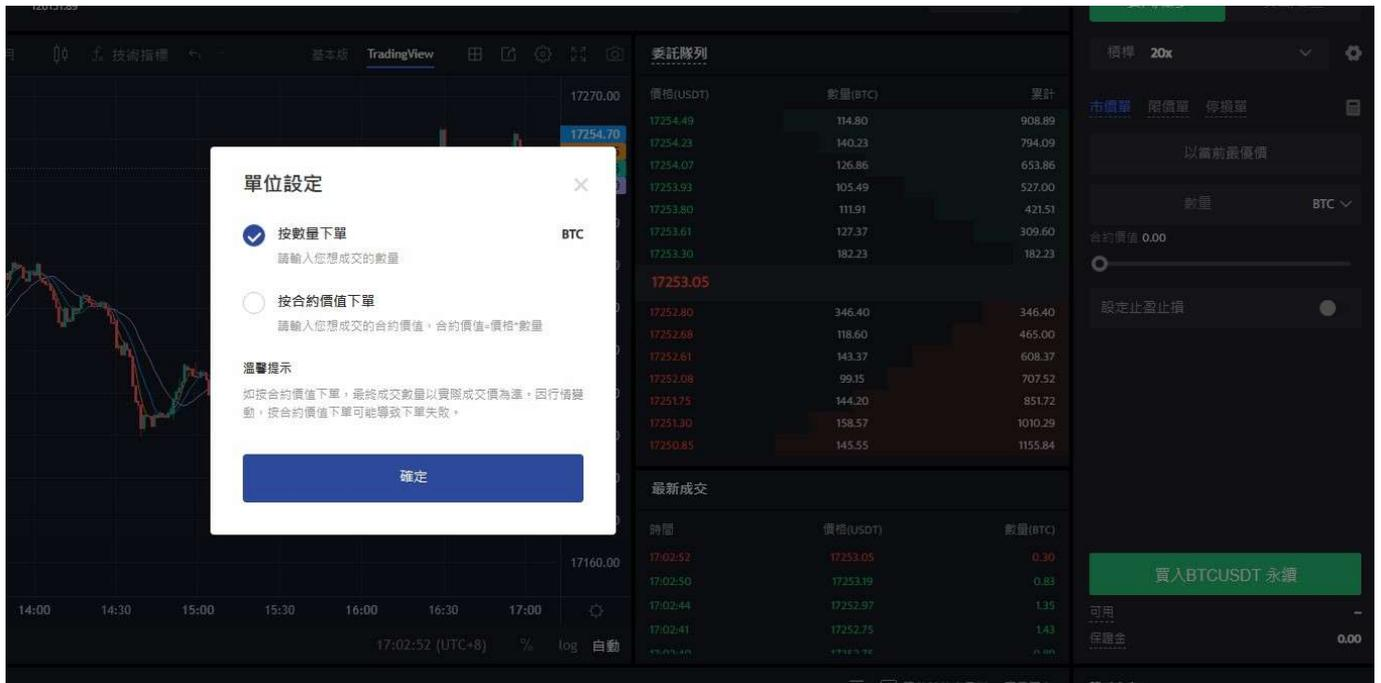 技術指標 基本版 TradingView
17270.00
17254.70
單位設定
按數量下單 BTC
請輸入您想成交的數量
按合約價值下單
請輸入您想成交的合約價值，合約價值=價格*數量
溫馨提示
如按合約價值下單，最終成交數量以實際成交價為準。因行情變
動，按合約價值下單可能導致下單失敗。
確定
17160.00
14:00 14:30 15:00 15:30 16:00 16:30 17:00
17:02:52 (UTC+8) % log 自動
委託隊列
價格(USDT) 數量(BTC) 累計
17254.49 114.80 908.89
17254.23 140.23 794.09
17254.07 126.86 653.86
17253.93 105.49 527.00
17253.80 111.91 421.51
17253.61 127.37 309.60
17253.30 182.23 182.23
17253.05
17252.80 346.40 346.40
17252.68 118.60 465.00
17252.61 143.37 608.37
17252.08 99.15 707.52
17251.75 144.20 851.72
17251.30 158.57 1010.29
17250.85 145.55 1155.84
最新成交
時間 價格(USDT) 數量(BTC)
17:02:52 17253.05 0.30
17:02:50 17253.19 0.83
17:02:44 17252.97 1.35
17:02:41 17252.75 1.43
槓桿 20x
市價單 限價單 停損單
以當前最優價
數量 BTC
合約價值 0.00
設定止盈止損
買入BTCUSDT 永續
可用 –
保證金 0.00